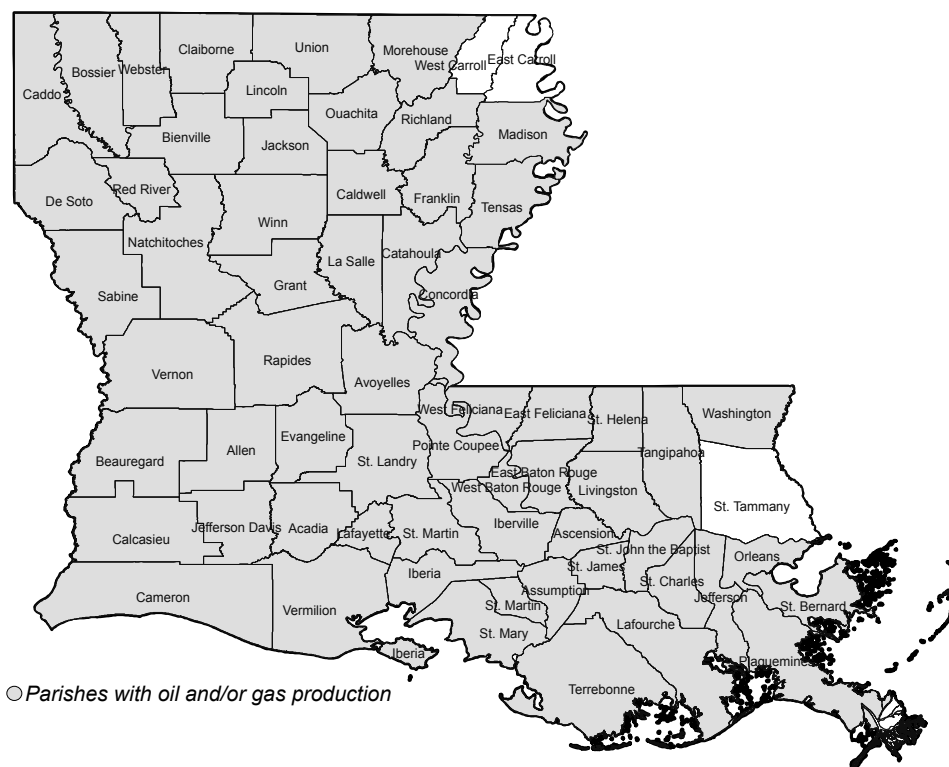 Claiborne
Union
Morehouse
Bossier
Webster
West Carroll
East Carroll
Caddo
Lincoln
Ouachita
Richland
Madison
Bienville
Jackson
De Soto
Red River
Caldwell
Franklin
Tensas
Winn
Natchitoches
La Salle
Catahoula
Grant
Sabine
Concordia
Rapides
Vernon
Avoyelles
West Feliciana
East Feliciana
St. Helena
Washington
Evangeline
Allen
Pointe Coupee
Tangipahoa
Beauregard
St. Landry
East Baton Rouge
West Baton Rouge
Livingston
St. Tammany
Iberville
Jefferson Davis
Acadia
Lafayette
St. Martin
Ascension
Calcasieu
St. John the Baptist
Orleans
St. James
Iberia
St. Charles
Assumption
Cameron
Jefferson
Vermilion
St. Martin
St. Bernard
Lafourche
St. Mary
Iberia
Plaquemines
Terrebonne
Parishes with oil and/or gas production